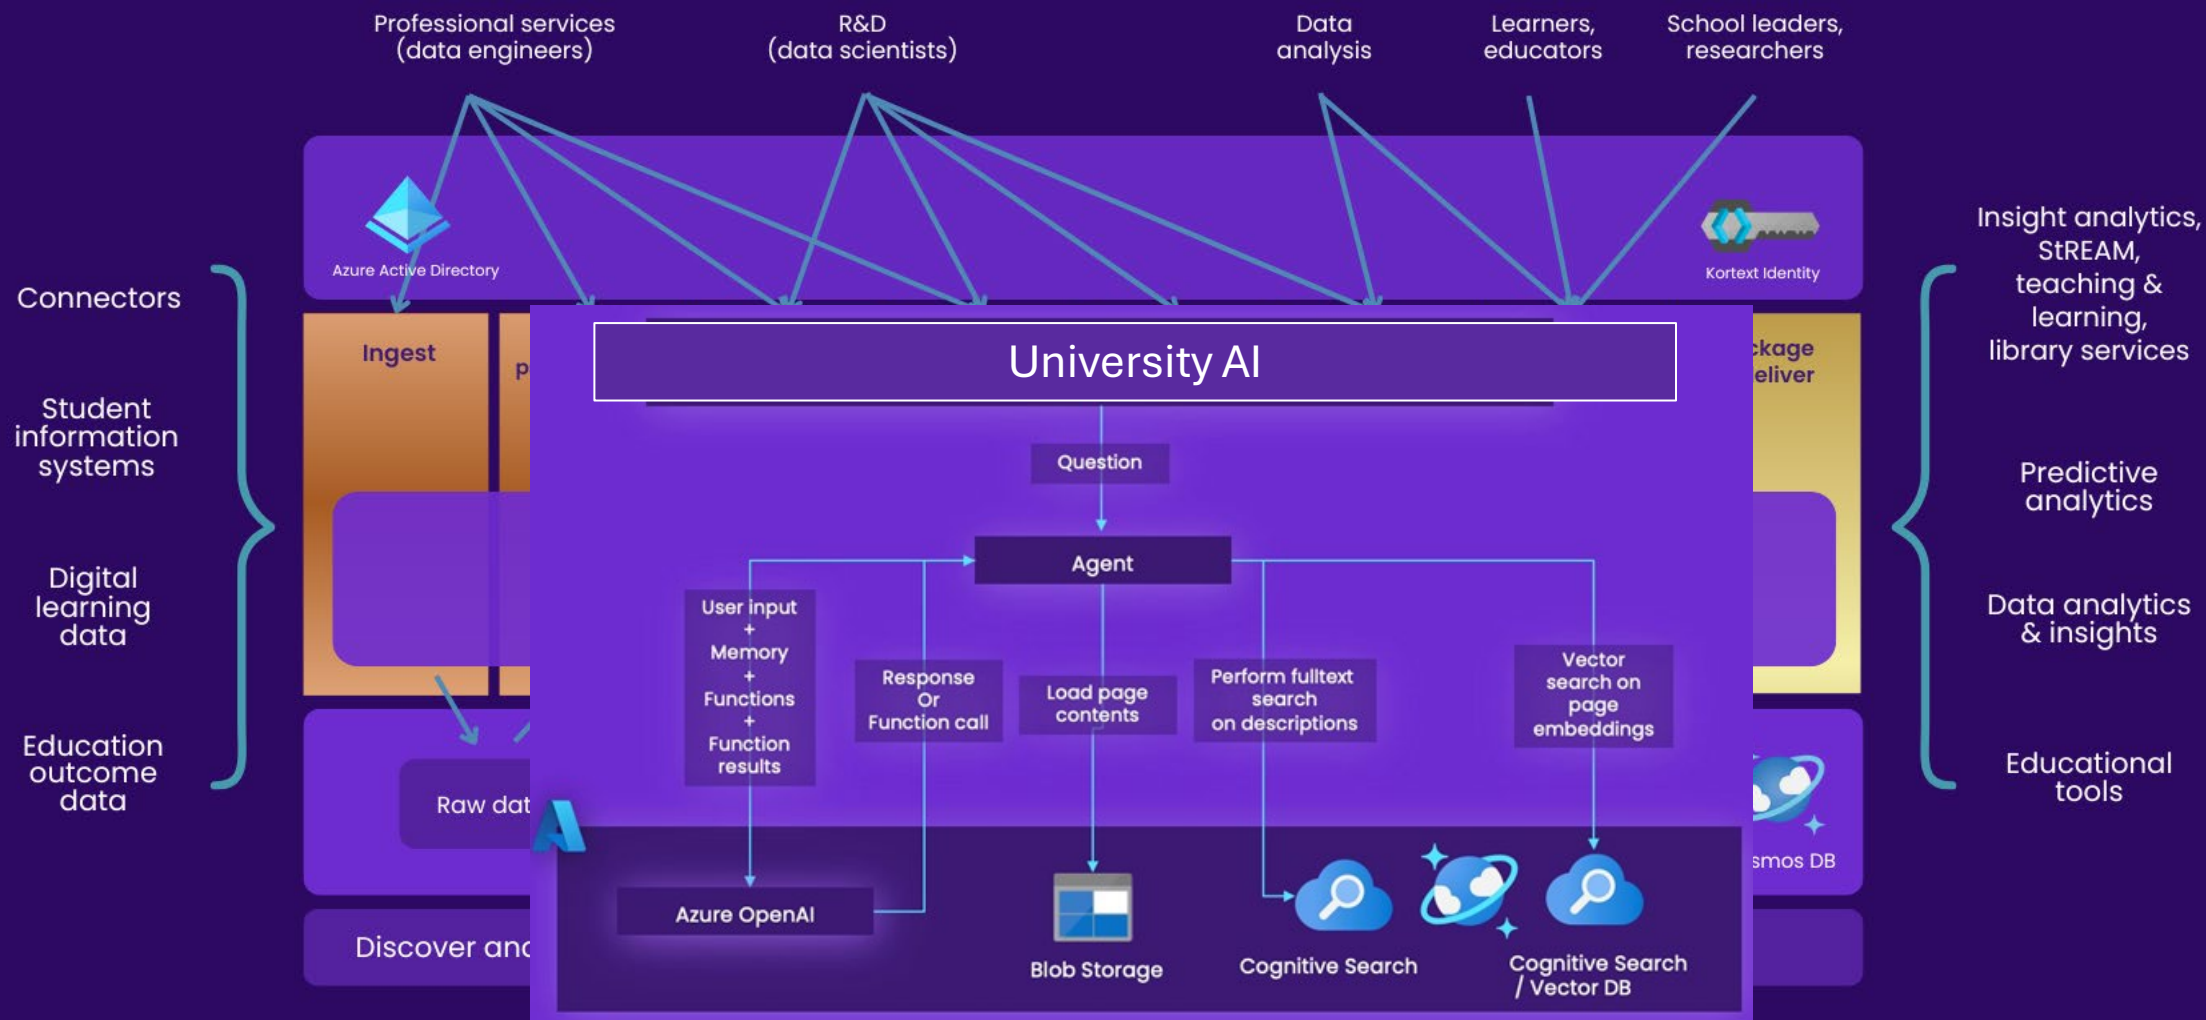 Professional services
(data engineers)
R&D
(data scientists)
Data
analysis
Learners,
educators
School leaders,
researchers
Azure Active Directory
Kortext Identity
Connectors
Student
information
systems
Digital
learning
data
Education
outcome
data
Ingest
p
ckage
eliver
Raw dat
smos DB
Discover and
University AI
Question
Agent
User input
+
Memory
+
Functions
+
Function
results
Response
Or
Function call
Load page
contents
Perform fulltext
search
on descriptions
Vector
search on
page
embeddings
Azure OpenAI
Blob Storage
Cognitive Search
Cognitive Search
/ Vector DB
Insight analytics,
StREAM,
teaching &
learning,
library services
Predictive
analytics
Data analytics
& insights
Educational
tools